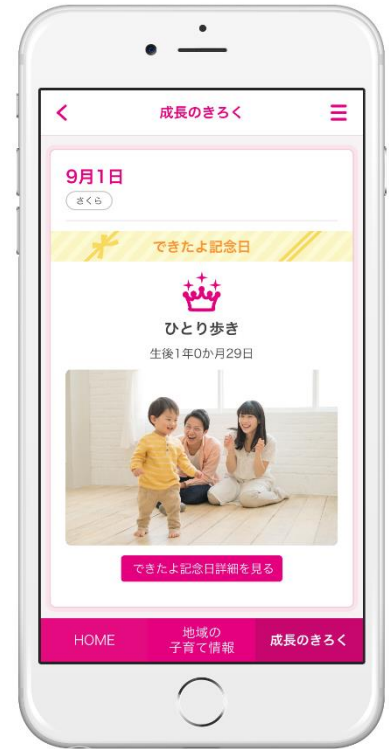 成長のきろく
9月1日
さくら
できたよ記念日
ひとり歩き
生後1年0か月29日
できたよ記念日詳細を見る
HOME
地域の
子育て情報
成長のきろく